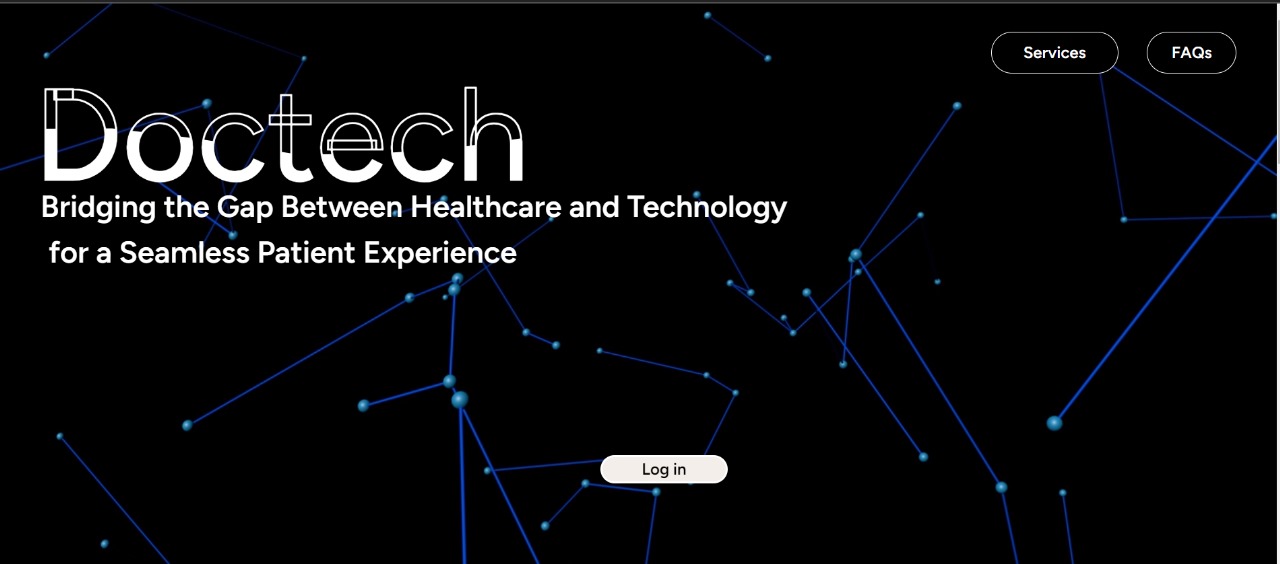 Services
FAQs
Doctech
Bridging the Gap Between Healthcare and Technology
for a Seamless Patient Experience
Log in